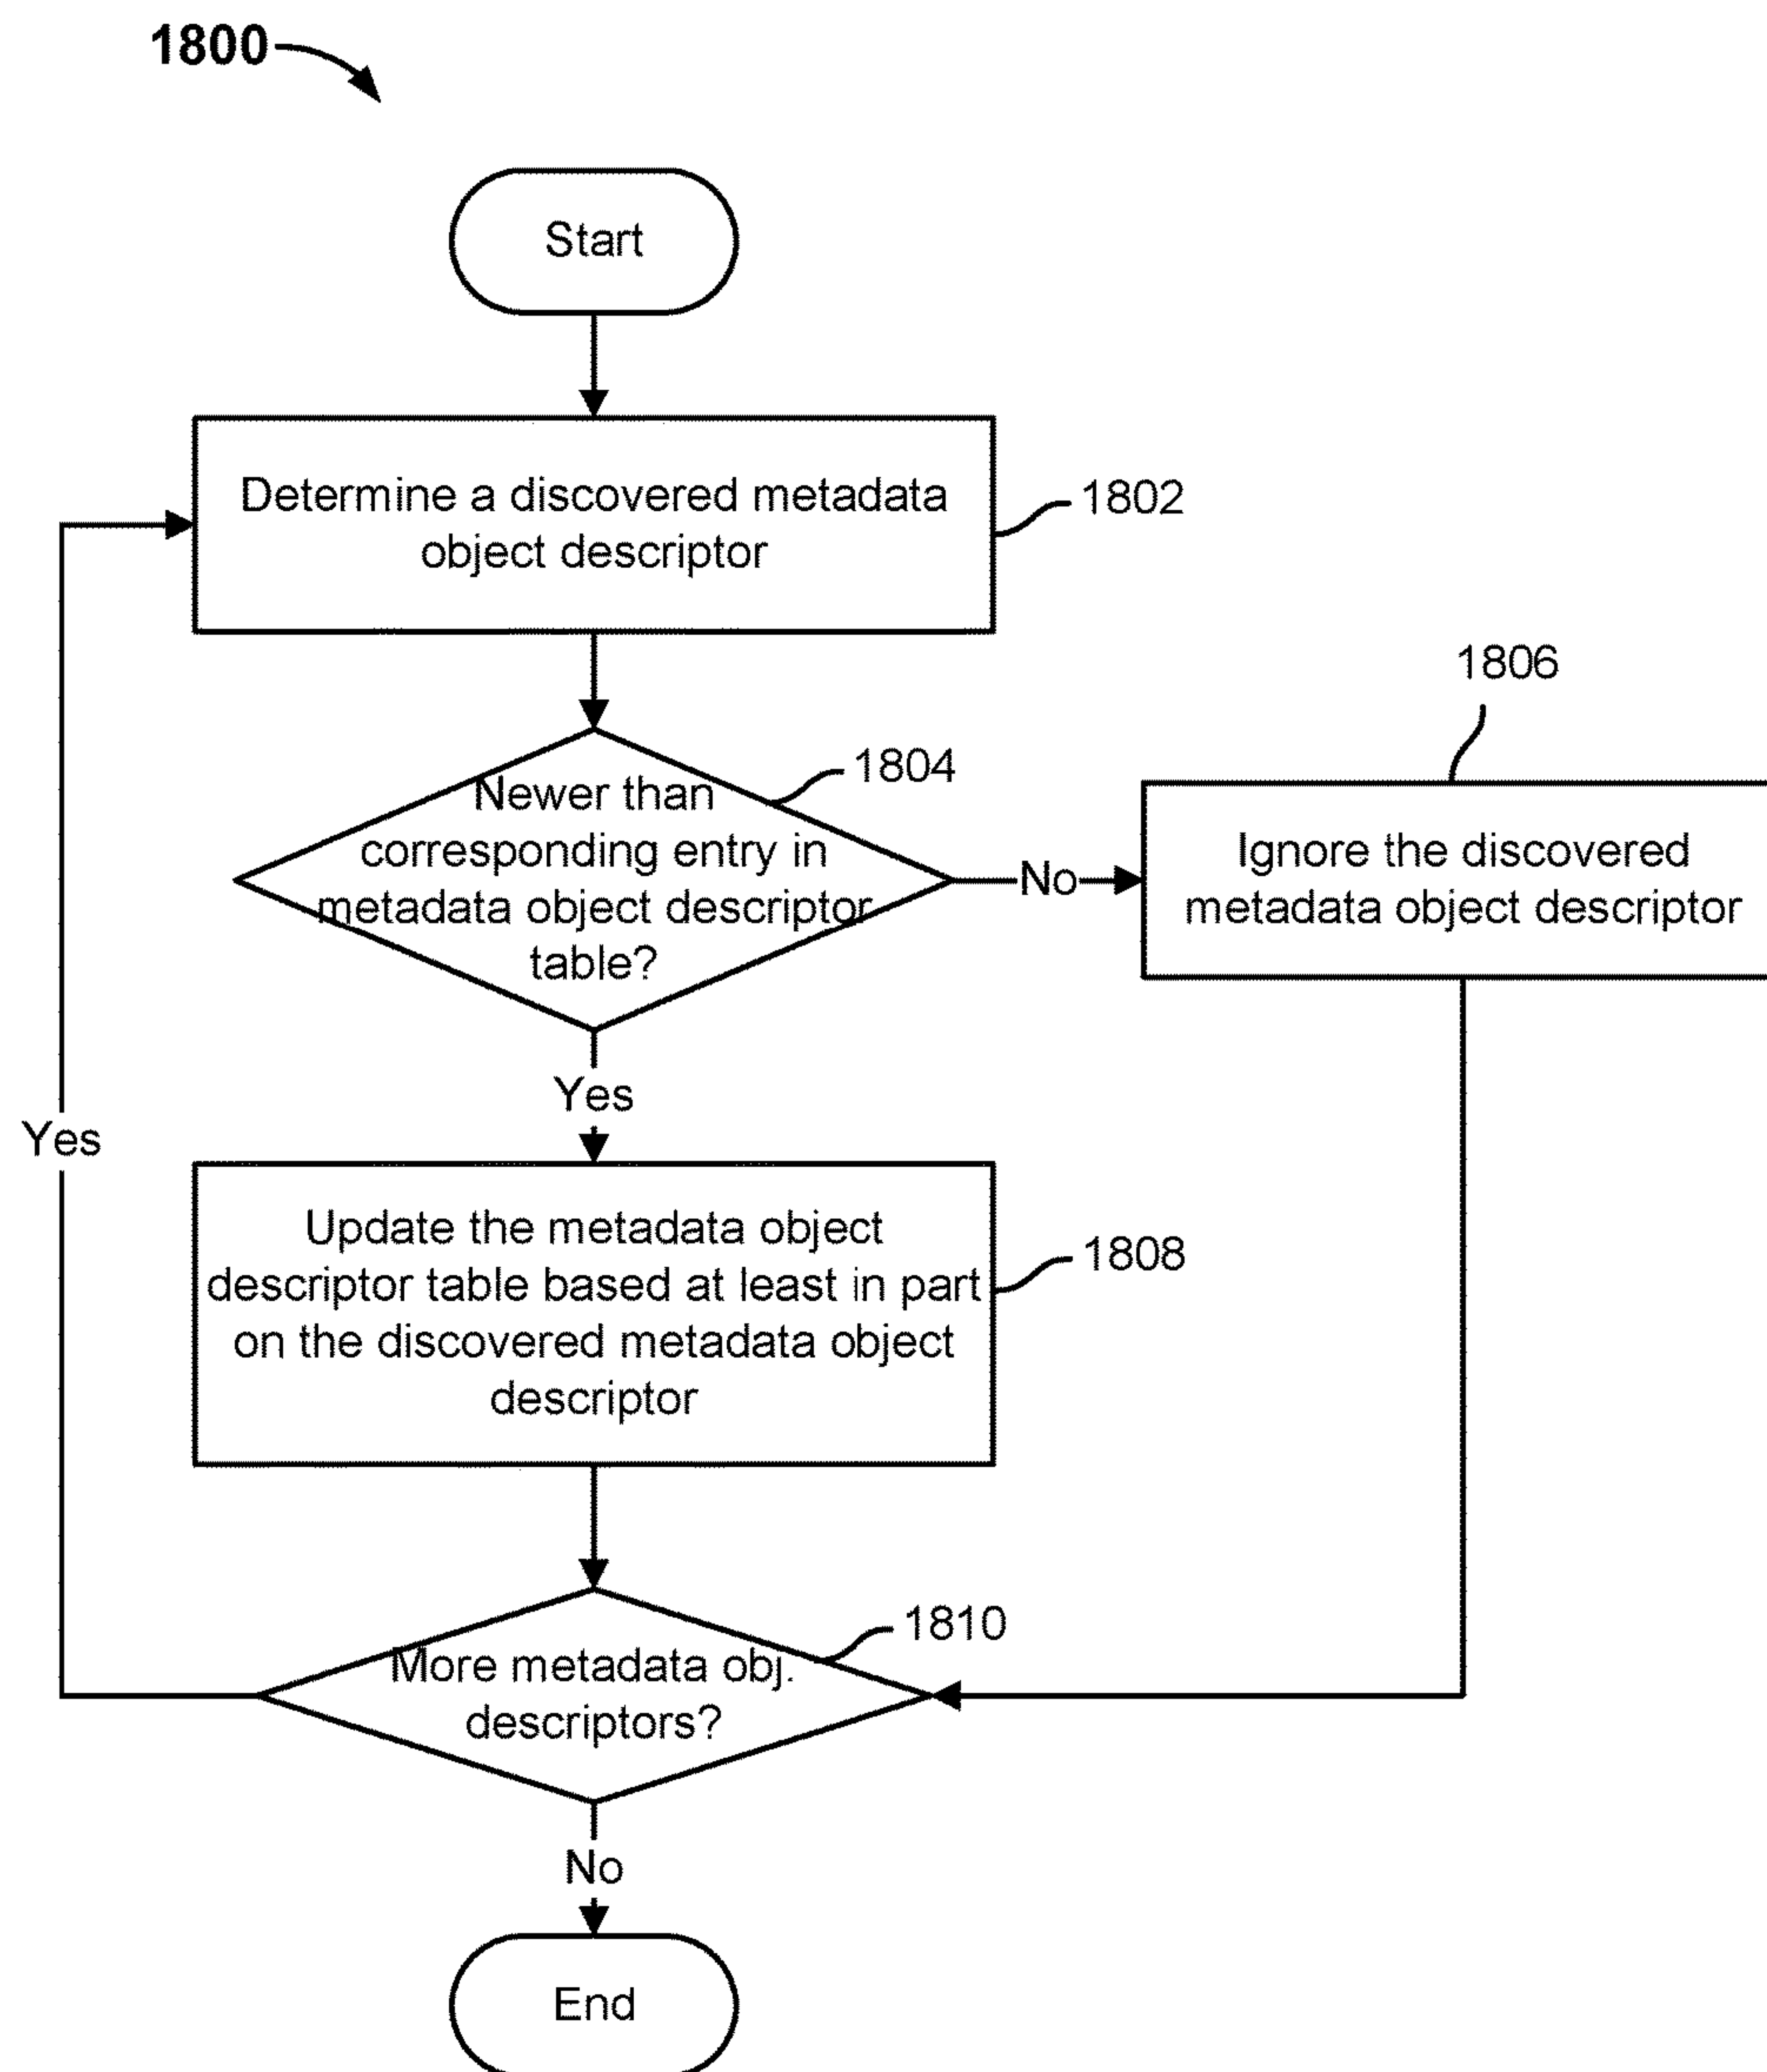 1800
Start
Determine a discovered metadata
object descriptor
1802
1804
Newer than
corresponding entry in
metadata object descriptor
table?
No
1806
Ignore the discovered
metadata object descriptor
Yes
Yes
Update the metadata object
descriptor table based at least in part
on the discovered metadata object
descriptor
1808
1810
More metadata obj.
descriptors?
No
End